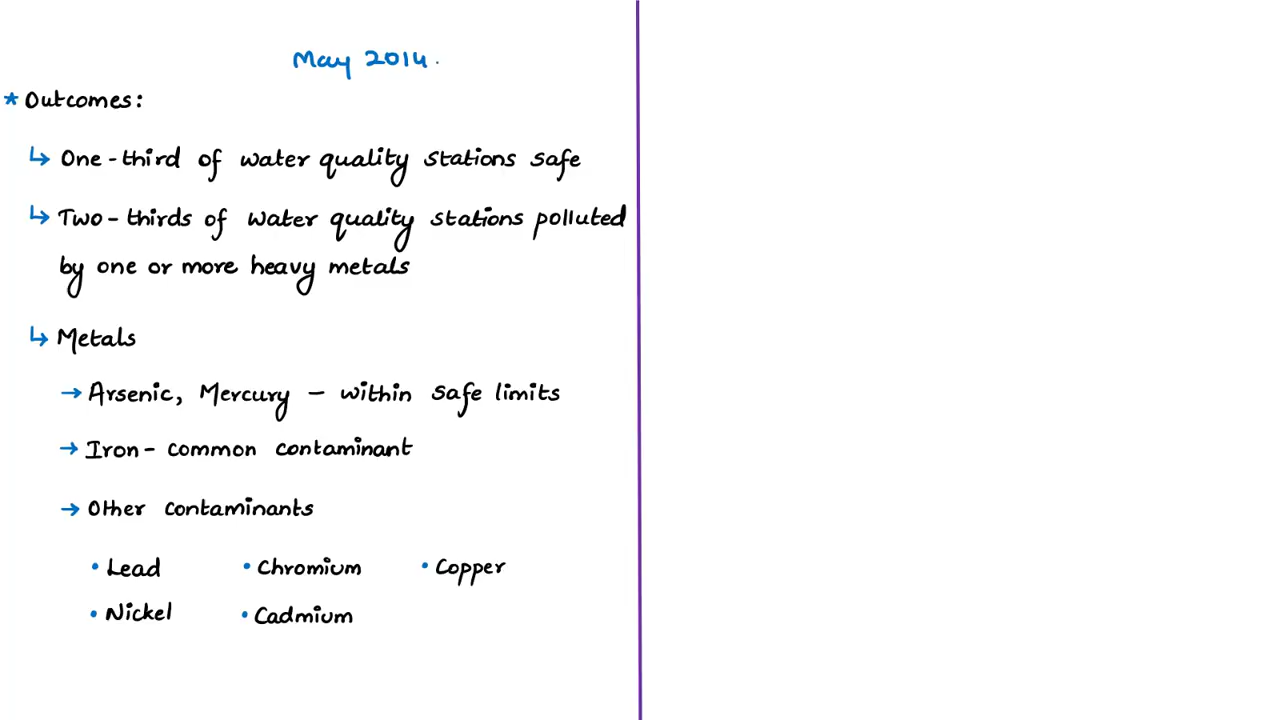 May 2014.
* Outcomes:
↳ One-third of water quality stations safe
↳ Two-thirds of water quality stations polluted
by one or more heavy metals
↳ Metals
→ Arsenic, Mercury – within safe limits
→ Iron – common contaminant
→ Other contaminants
• Lead • Chromium • Copper
• Nickel • Cadmium